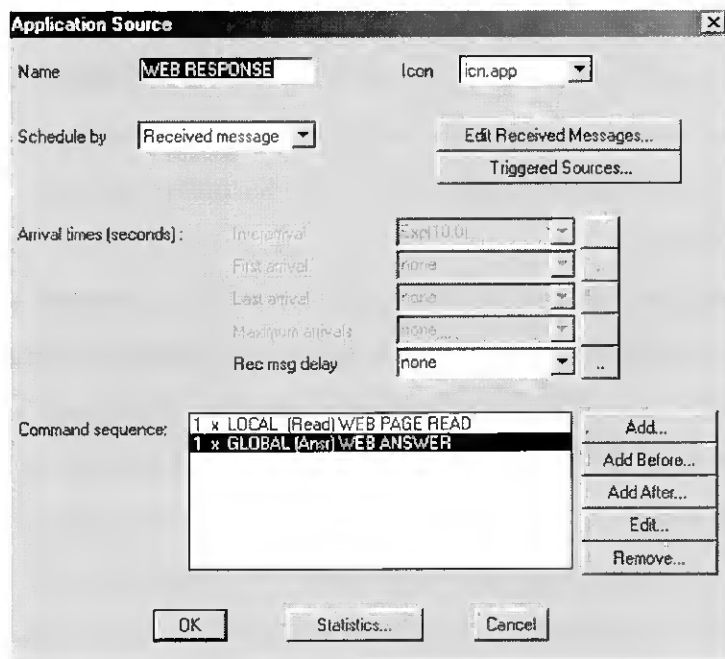 Application Source
Name WEB RESPONSE Icon icn.app
Schedule by Received message Edit Received Messages...
Triggered Sources...
Arrival times (seconds) : Interarrival Exp(10.0)
First arrival none
Last arrival none
Maximum arrivals none
Rec msg delay none ..
Command sequence: 1 x LOCAL (Read) WEB PAGE READ
1 x GLOBAL (Ansr) WEB ANSWER
Add...
Add Before...
Add After...
Edit...
Remove...
OK Statistics... Cancel